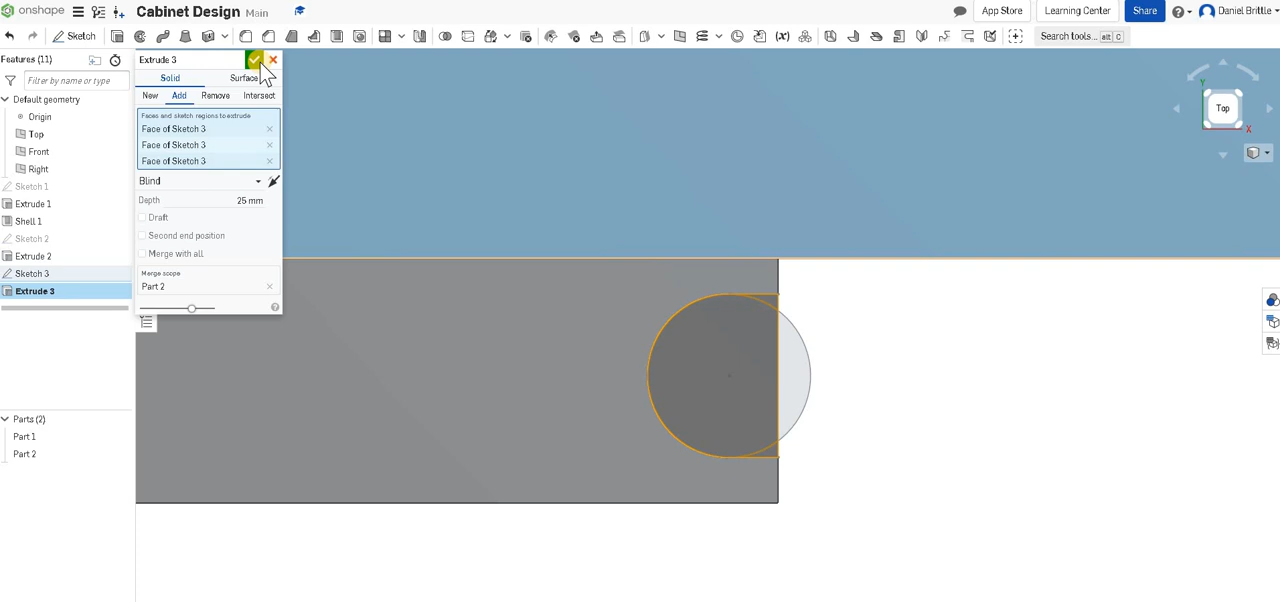 onshape Cabinet Design Main App Store Learning Center Share Daniel Brittle
Sketch (x) Search tools... alt C
Features (11)
Filter by name or type
Default geometry
Origin
Top
Front
Right
Sketch 1
Extrude 1
Shell 1
Sketch 2
Extrude 2
Sketch 3
Extrude 3
Parts (2)
Part 1
Part 2
Extrude 3
Solid Surface
New Add Remove Intersect
Faces and sketch regions to extrude
Face of Sketch 3
Face of Sketch 3
Face of Sketch 3
Blind
Depth 25 mm
Draft
Second end position
Merge with all
Merge scope
Part 2
Y
Top
X